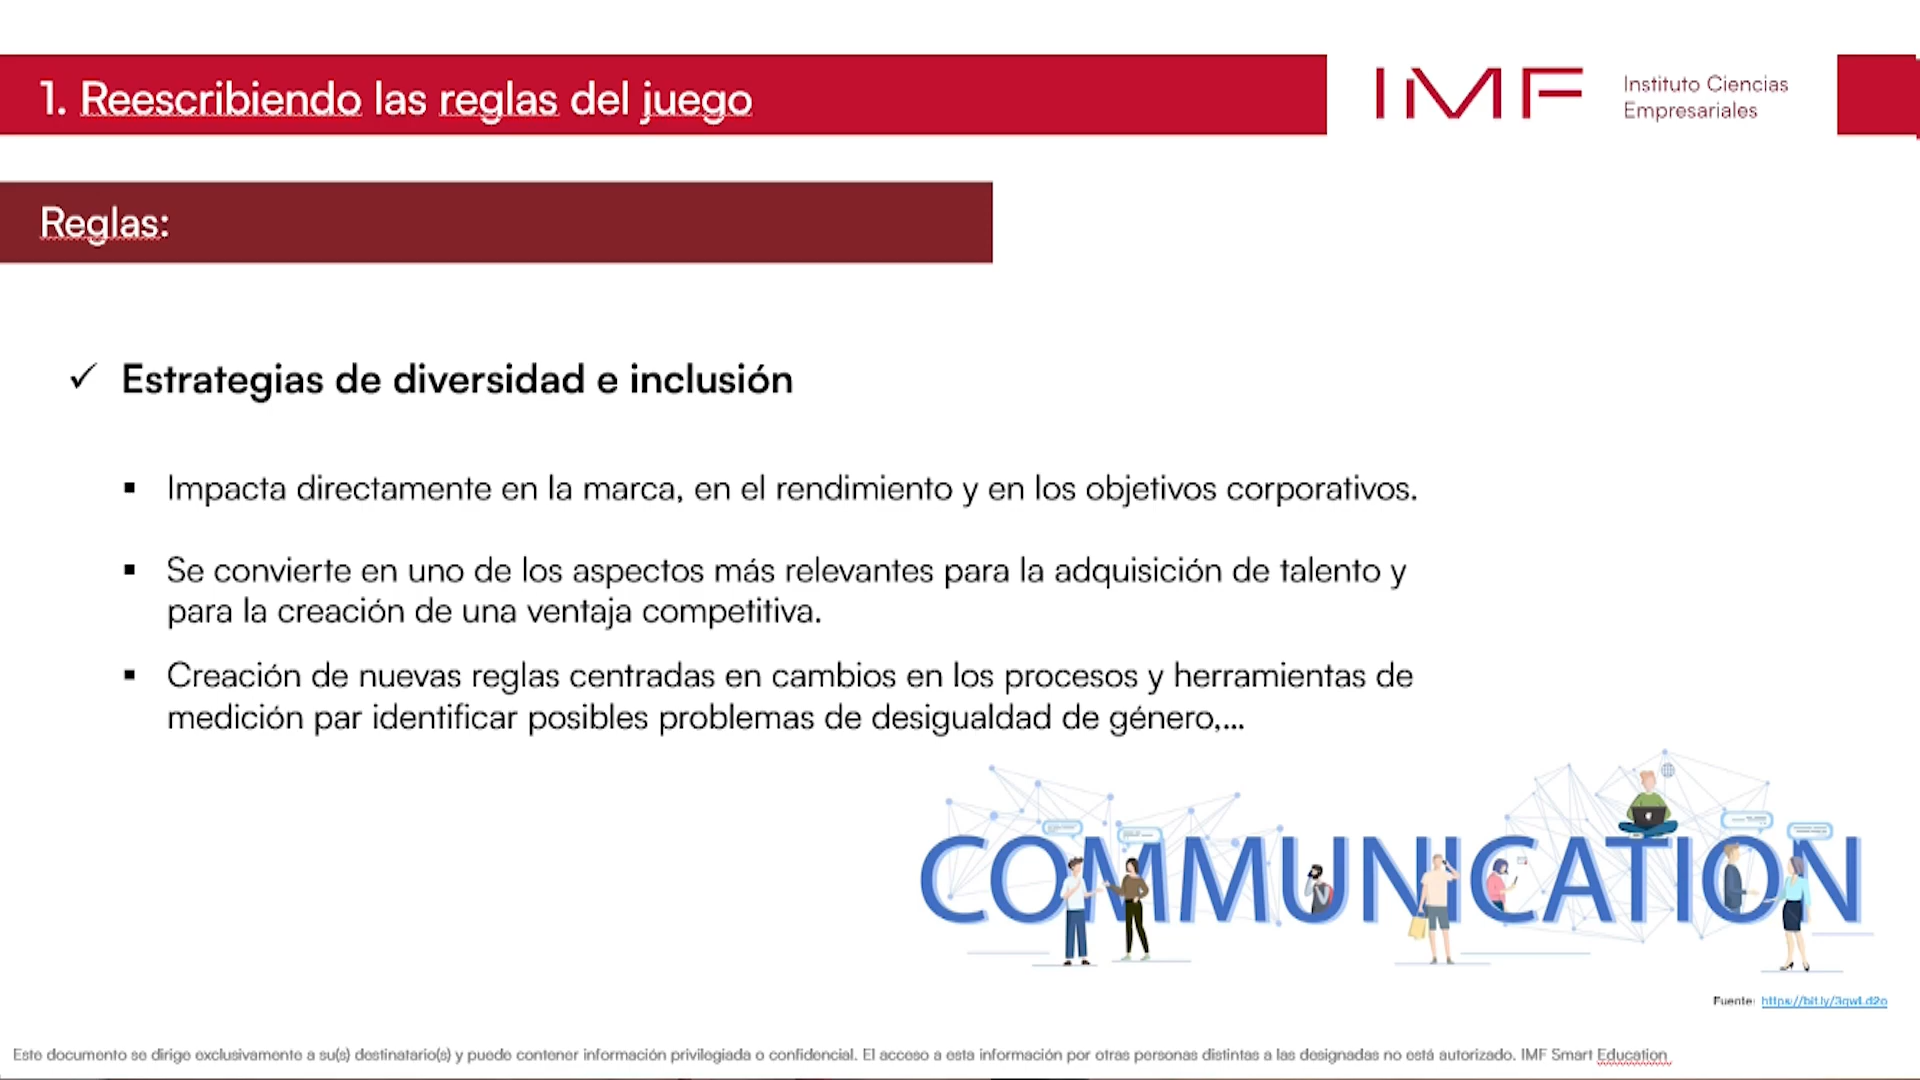 1. Reescribiendo las reglas del juego
IMF Instituto Ciencias
Empresariales
Reglas:
✓ Estrategias de diversidad e inclusión
▪ Impacta directamente en la marca, en el rendimiento y en los objetivos corporativos.
▪ Se convierte en uno de los aspectos más relevantes para la adquisición de talento y
para la creación de una ventaja competitiva.
▪ Creación de nuevas reglas centradas en cambios en los procesos y herramientas de
medición par identificar posibles problemas de desigualdad de género,...
COMMUNICATION
Fuente: https://bit.ly/3qwLd2o
Este documento se dirige exclusivamente a su(s) destinatario(s) y puede contener información privilegiada o confidencial. El acceso a esta información por otras personas distintas a las designadas no está autorizado. IMF Smart Education